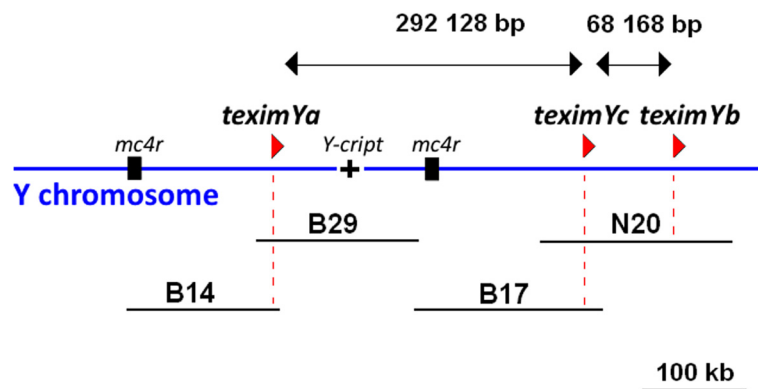 292 128 bp 68 168 bp
teximYa teximYc teximYb
mc4r Y-cript mc4r
Y chromosome
B29 N20
B14 B17
100 kb